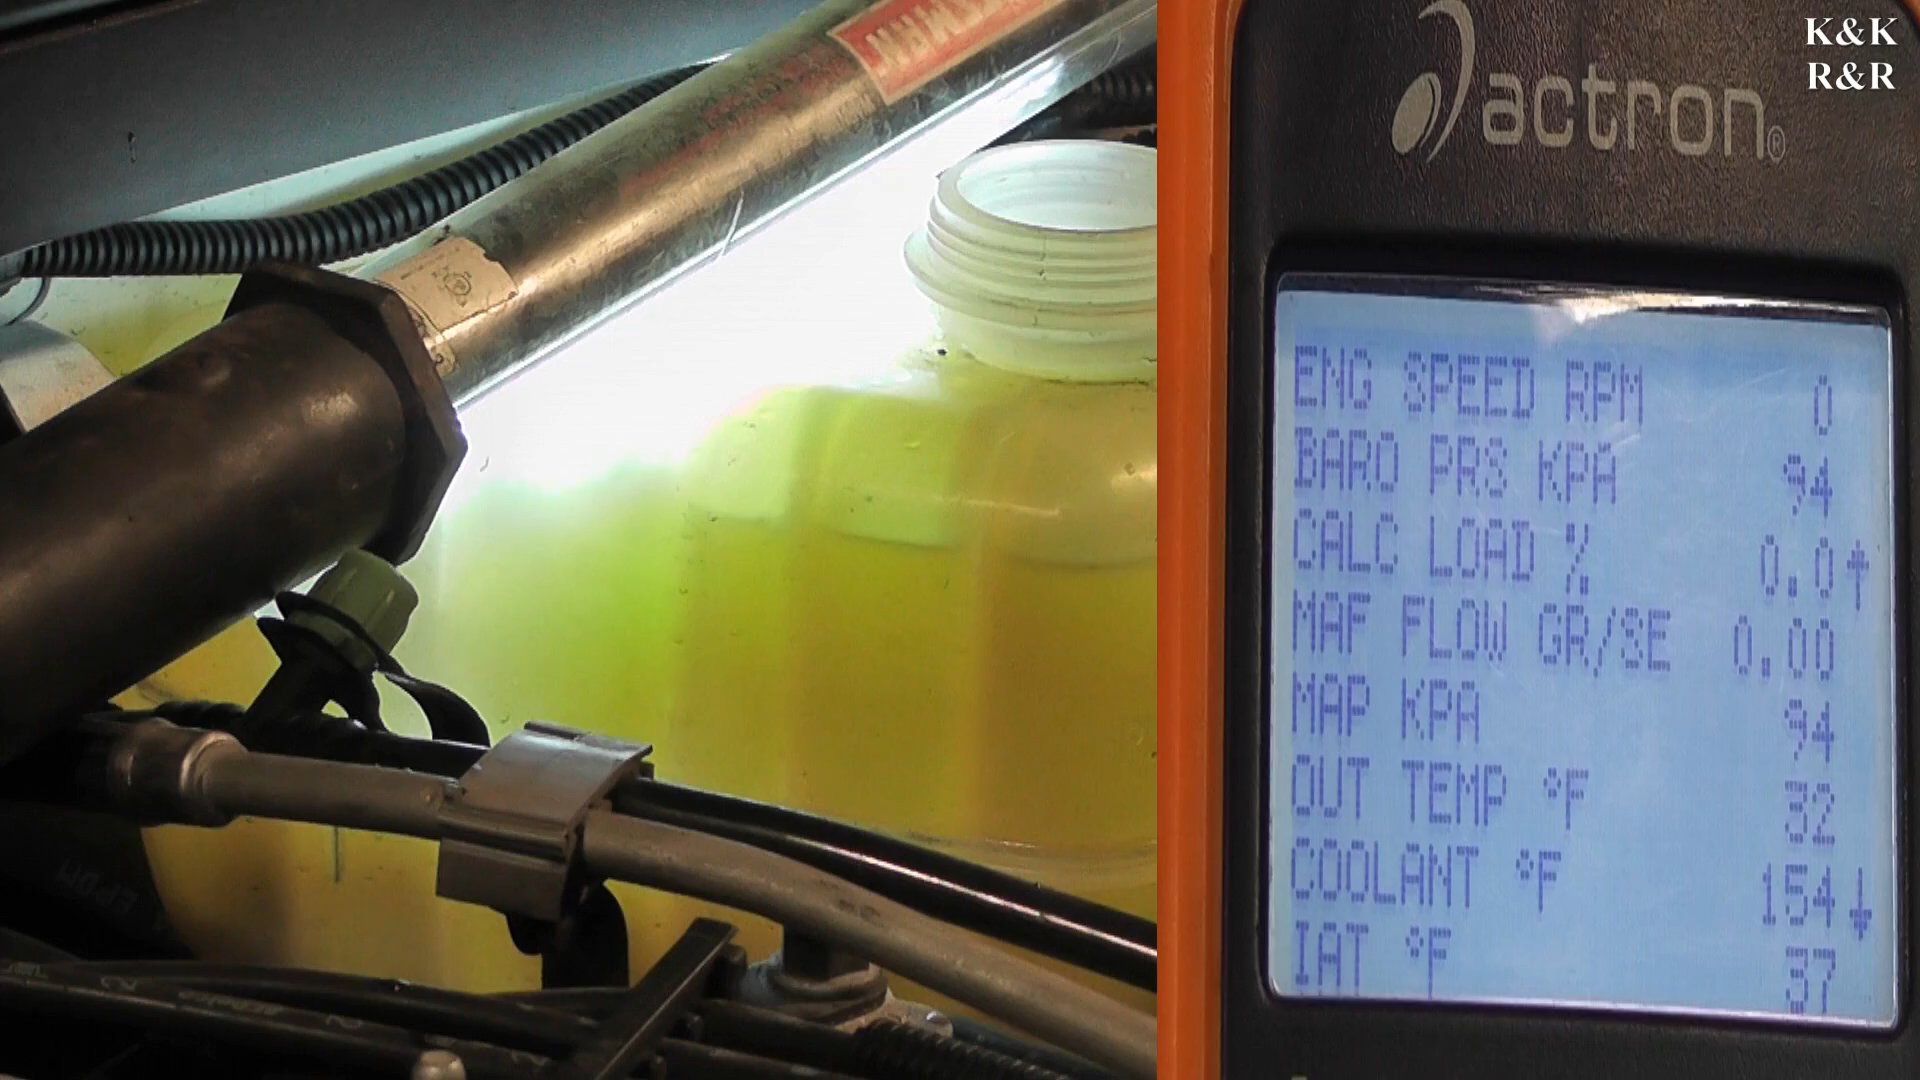 K&K
R&R
actron®
ENG SPEED RPM 0
BARO PRS KPA 94
CALC LOAD % 0.0↑
MAF FLOW GR/SE 0.00
MAP KPA 94
OUT TEMP °F 32
COOLANT °F 154↓
IAT °F 37
EPDM